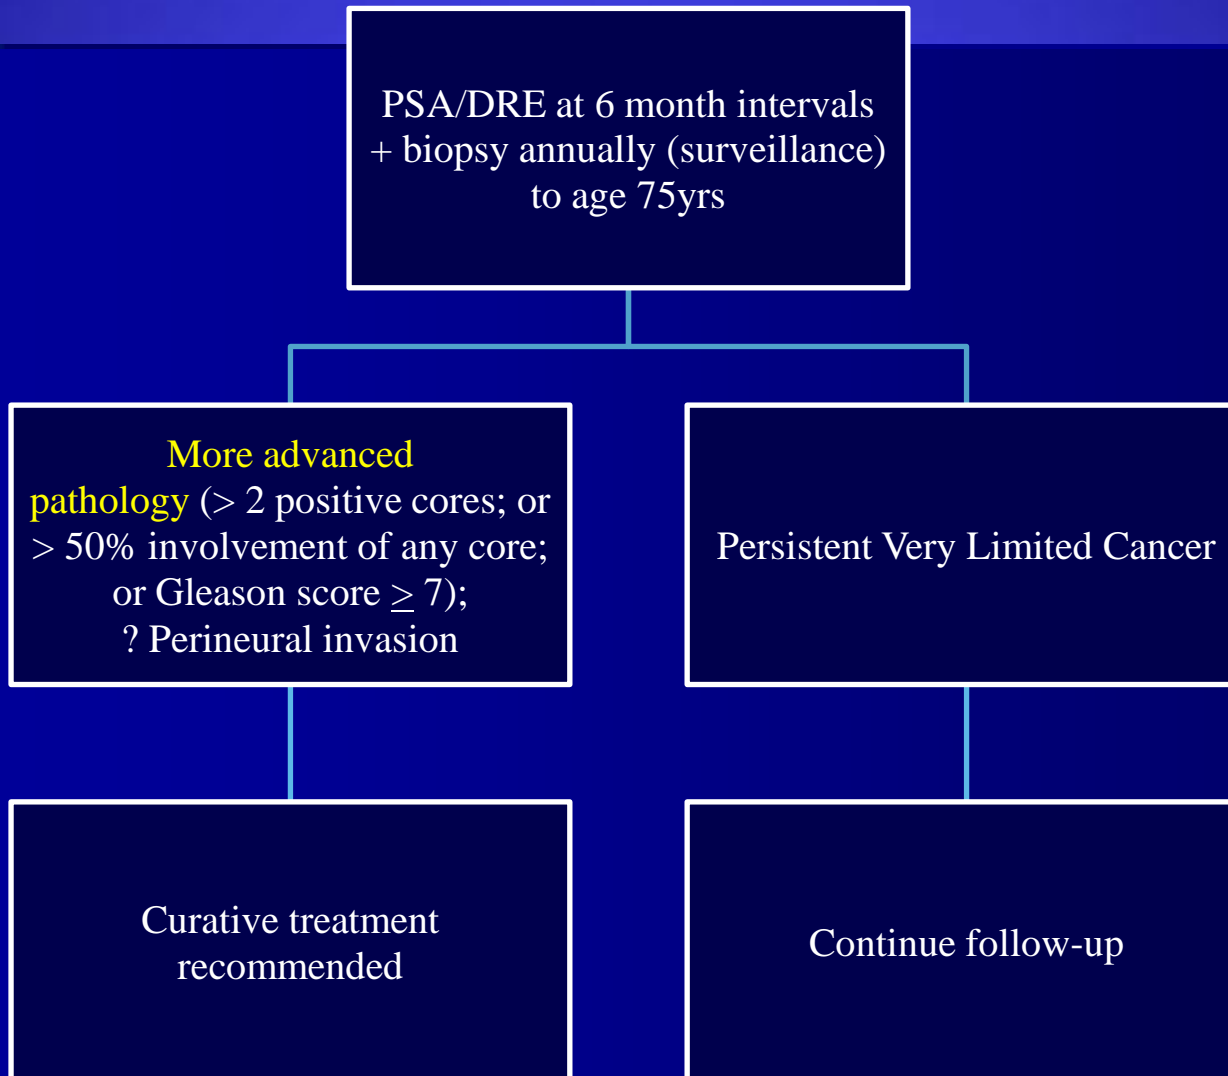 PSA/DRE at 6 month intervals
+ biopsy annually (surveillance)
to age 75yrs
More advanced
pathology (> 2 positive cores; or
> 50% involvement of any core;
or Gleason score ≥ 7);
? Perineural invasion
Persistent Very Limited Cancer
Curative treatment
recommended
Continue follow-up